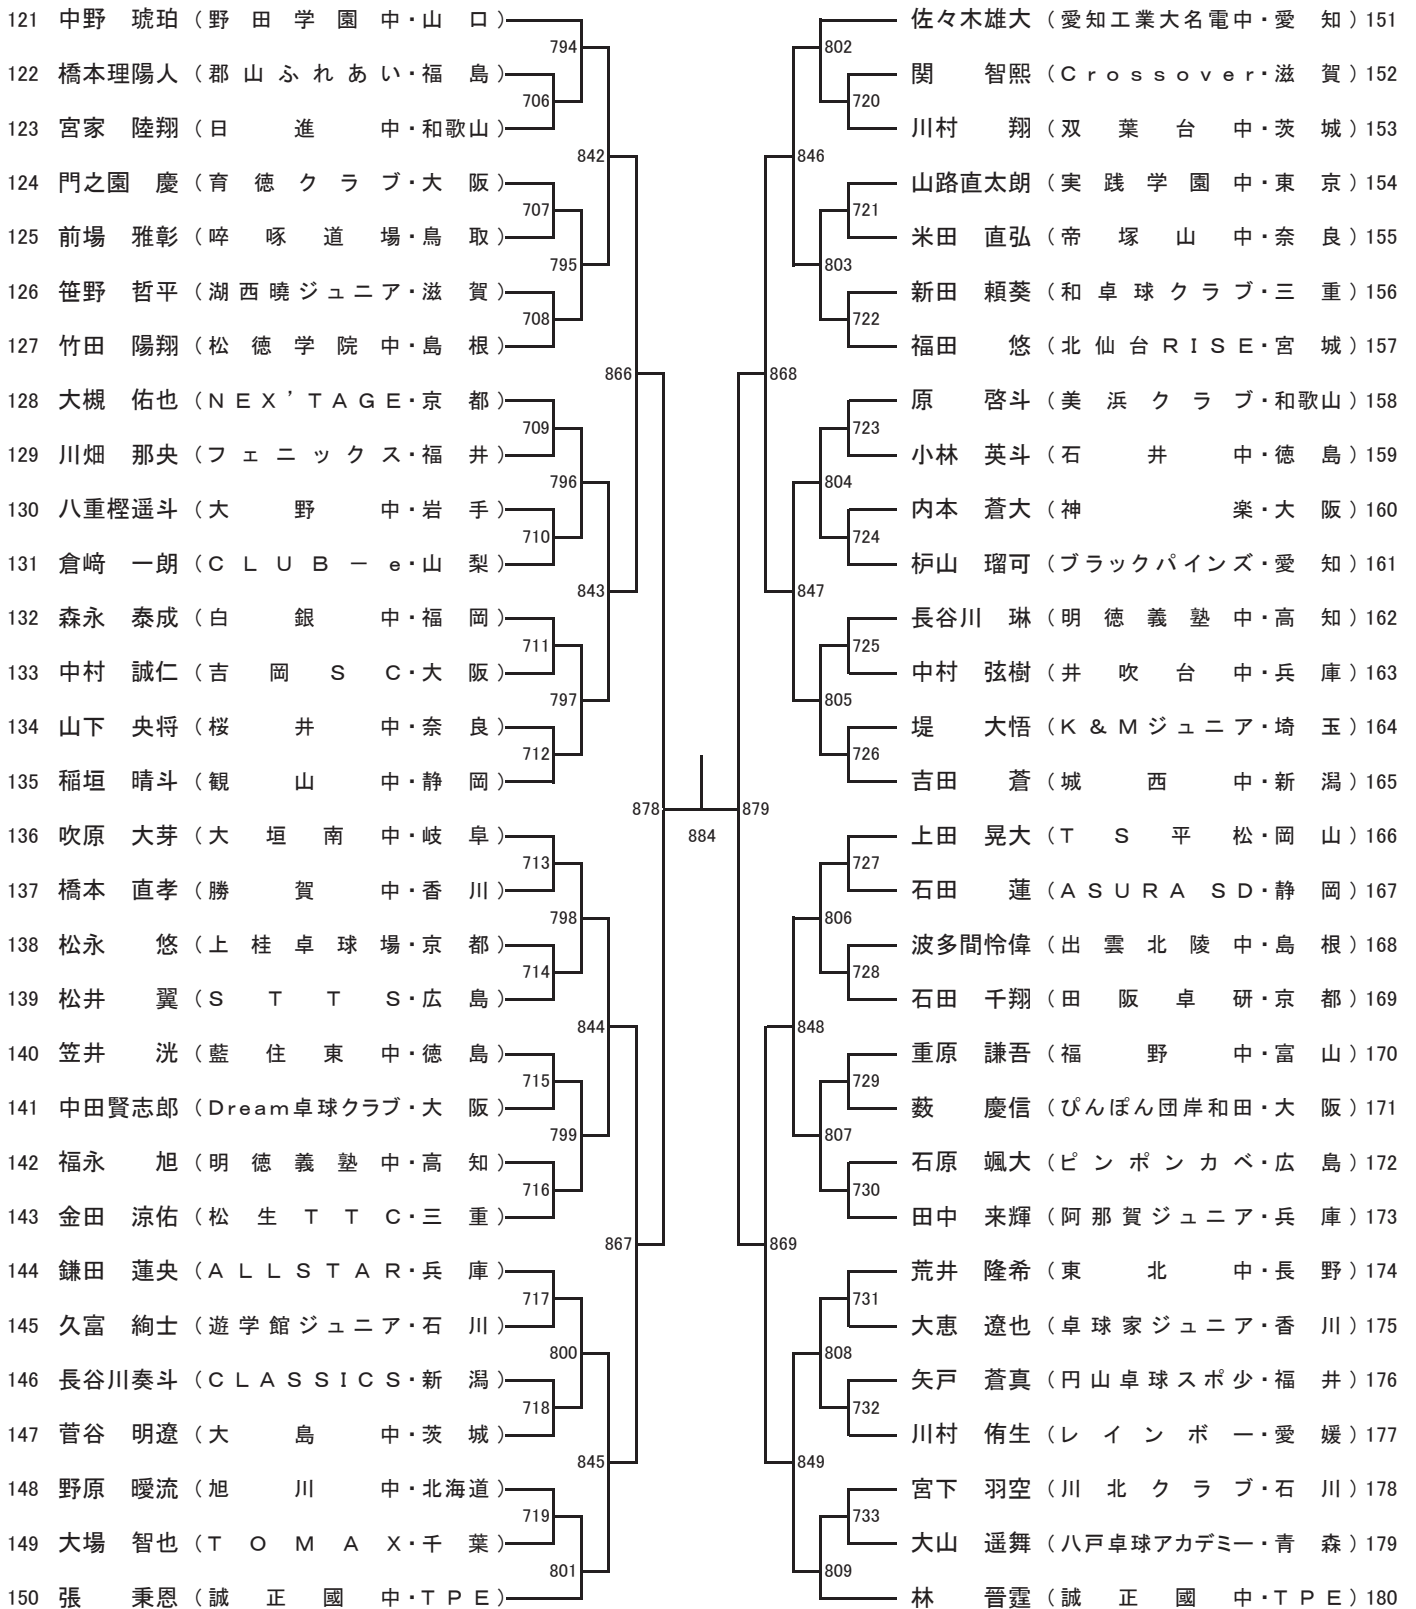 121 中野 琥珀 (野田学園中・山口)
794
122 橋本理陽人 (郡山ふれあい・福島)
706
123 宮家 陸翔 (日進中・和歌山)
842
124 門之園 慶 (育徳クラブ・大阪)
707
125 前場 雅彰 (啐啄道場・鳥取)
795
126 笹野 哲平 (湖西曉ジュニア・滋賀)
708
127 竹田 陽翔 (松徳学院中・島根)
866
128 大槻 佑也 (NEX'TAGE・京都)
709
129 川畑 那央 (フェニックス・福井)
796
130 八重樫遥斗 (大野中・岩手)
710
131 倉﨑 一朗 (CLUB-e・山梨)
843
132 森永 泰成 (白銀中・福岡)
711
133 中村 誠仁 (吉岡SC・大阪)
797
134 山下 央将 (桜井中・奈良)
712
135 稲垣 晴斗 (観山中・静岡)
878
136 吹原 大芽 (大垣南中・岐阜)
713
137 橋本 直孝 (勝賀中・香川)
798
138 松永 悠 (上桂卓球場・京都)
714
139 松井 翼 (STTS・広島)
844
140 笠井 洸 (藍住東中・徳島)
715
141 中田賢志郎 (Dream卓球クラブ・大阪)
799
142 福永 旭 (明徳義塾中・高知)
716
143 金田 涼佑 (松生TTC・三重)
867
144 鎌田 蓮央 (ALLSTAR・兵庫)
717
145 久富 絢士 (遊学館ジュニア・石川)
800
146 長谷川奏斗 (CLASSICS・新潟)
718
147 菅谷 明遼 (大島中・茨城)
845
148 野原 曖流 (旭川中・北海道)
719
149 大場 智也 (TOMAX・千葉)
801
150 張 秉恩 (誠正國中・TPE)
884
佐々木雄大 (愛知工業大名電中・愛知) 151
802
関 智熙 (Crossover・滋賀) 152
720
川村 翔 (双葉台中・茨城) 153
846
山路直太朗 (実践学園中・東京) 154
721
米田 直弘 (帝塚山中・奈良) 155
803
新田 頼葵 (和卓球クラブ・三重) 156
722
福田 悠 (北仙台RISE・宮城) 157
868
原 啓斗 (美浜クラブ・和歌山) 158
723
小林 英斗 (石井中・徳島) 159
804
内本 蒼大 (神楽・大阪) 160
724
枦山 瑠可 (ブラックパインズ・愛知) 161
847
長谷川 琳 (明徳義塾中・高知) 162
725
中村 弦樹 (井吹台中・兵庫) 163
805
堤 大悟 (K&Mジュニア・埼玉) 164
726
吉田 蒼 (城西中・新潟) 165
879
上田 晃大 (TS平松・岡山) 166
727
石田 蓮 (ASURA SD・静岡) 167
806
波多間怜偉 (出雲北陵中・島根) 168
728
石田 千翔 (田阪卓研・京都) 169
848
重原 謙吾 (福野中・富山) 170
729
薮 慶信 (ぴんぽん団岸和田・大阪) 171
807
石原 颯大 (ピンポンカベ・広島) 172
730
田中 来輝 (阿那賀ジュニア・兵庫) 173
869
荒井 隆希 (東北中・長野) 174
731
大恵 遼也 (卓球家ジュニア・香川) 175
808
矢戸 蒼真 (円山卓球スポ少・福井) 176
732
川村 侑生 (レインボー・愛媛) 177
849
宮下 羽空 (川北クラブ・石川) 178
733
大山 遥舞 (八戸卓球アカデミー・青森) 179
809
林 晉霆 (誠正國中・TPE) 180